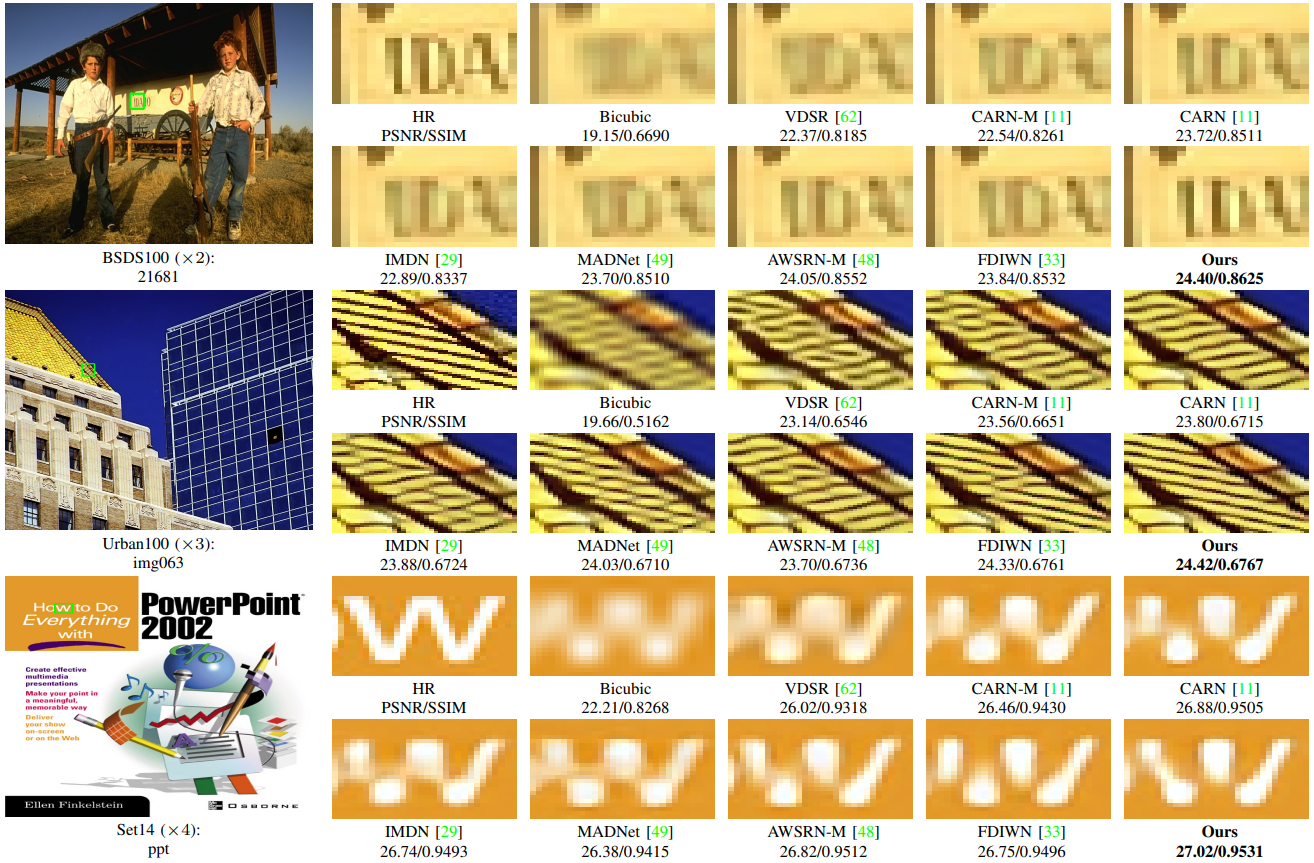 HR
PSNR/SSIM
Bicubic
19.15/0.6690
VDSR [62]
22.37/0.8185
CARN-M [11]
22.54/0.8261
CARN [11]
23.72/0.8511
IMDN [29]
22.89/0.8337
MADNet [49]
23.70/0.8510
AWSRN-M [48]
24.05/0.8552
FDIWN [33]
23.84/0.8532
Ours
24.40/0.8625
BSDS100 (×2):
21681
HR
PSNR/SSIM
Bicubic
19.66/0.5162
VDSR [62]
23.14/0.6546
CARN-M [11]
23.56/0.6651
CARN [11]
23.80/0.6715
IMDN [29]
23.88/0.6724
MADNet [49]
24.03/0.6710
AWSRN-M [48]
23.70/0.6736
FDIWN [33]
24.33/0.6761
Ours
24.42/0.6767
Urban100 (×3):
img063
How to Do
Everything
with
PowerPoint
2002
Create effective
multimedia
presentations
Make your point in
a meaningful,
memorable way
Deliver
your show
on-screen
or on the Web
Ellen Finkelstein
OSBORNE
W
HR
PSNR/SSIM
Bicubic
22.21/0.8268
VDSR [62]
26.02/0.9318
CARN-M [11]
26.46/0.9430
CARN [11]
26.88/0.9505
IMDN [29]
26.74/0.9493
MADNet [49]
26.38/0.9415
AWSRN-M [48]
26.82/0.9512
FDIWN [33]
26.75/0.9496
Ours
27.02/0.9531
Set14 (×4):
ppt